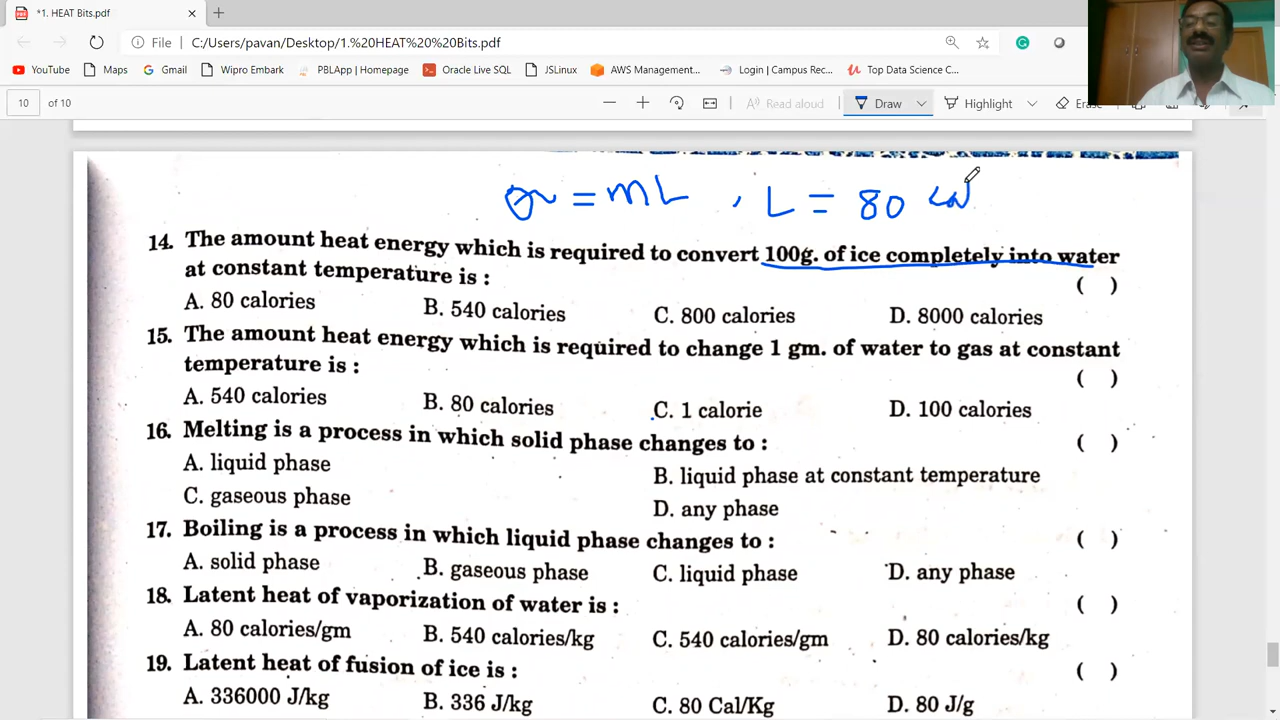 *1. HEAT Bits.pdf
File C:/Users/pavan/Desktop/1.%20HEAT%20%20Bits.pdf
YouTube Maps Gmail Wipro Embark PBLApp | Homepage Oracle Live SQL JSLinux AWS Management... Login | Campus Rec... Top Data Science C...
10 of 10 Read aloud Draw Highlight Erase
Q = mL , L = 80 cal
14. The amount heat energy which is required to convert 100g. of ice completely into water
at constant temperature is : ( )
A. 80 calories B. 540 calories C. 800 calories D. 8000 calories
15. The amount heat energy which is required to change 1 gm. of water to gas at constant
temperature is : ( )
A. 540 calories B. 80 calories C. 1 calorie D. 100 calories
16. Melting is a process in which solid phase changes to : ( )
A. liquid phase B. liquid phase at constant temperature
C. gaseous phase D. any phase
17. Boiling is a process in which liquid phase changes to : ( )
A. solid phase B. gaseous phase C. liquid phase D. any phase
18. Latent heat of vaporization of water is : ( )
A. 80 calories/gm B. 540 calories/kg C. 540 calories/gm D. 80 calories/kg
19. Latent heat of fusion of ice is : ( )
A. 336000 J/kg B. 336 J/kg C. 80 Cal/Kg D. 80 J/g